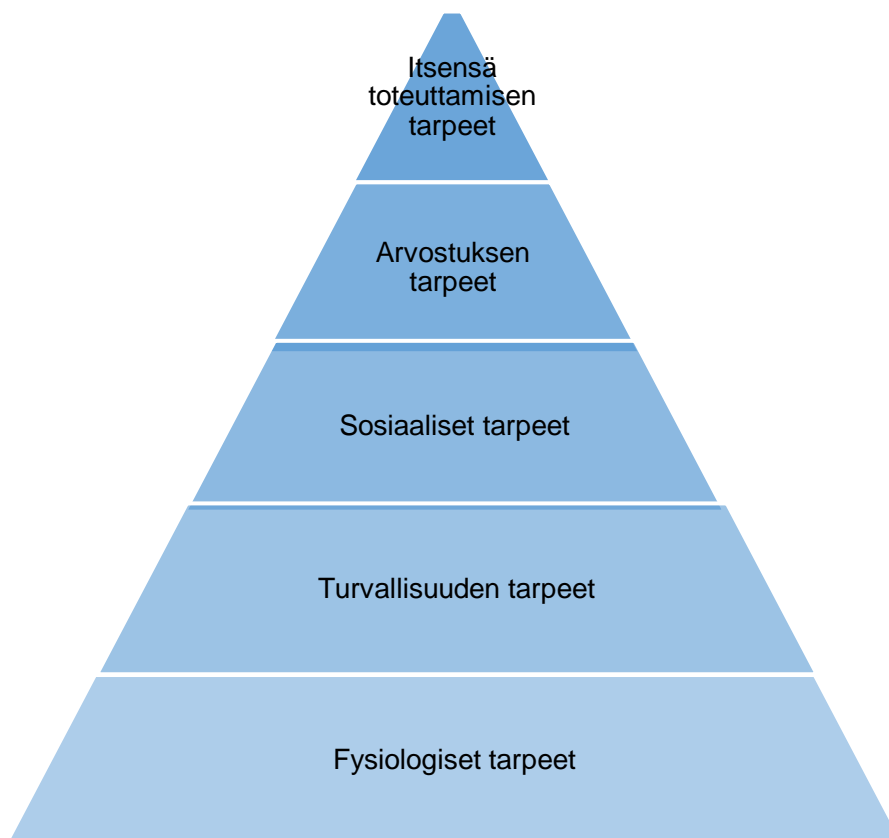 Itsensä
toteuttamisen
tarpeet
Arvostuksen
tarpeet
Sosiaaliset tarpeet
Turvallisuuden tarpeet
Fysiologiset tarpeet